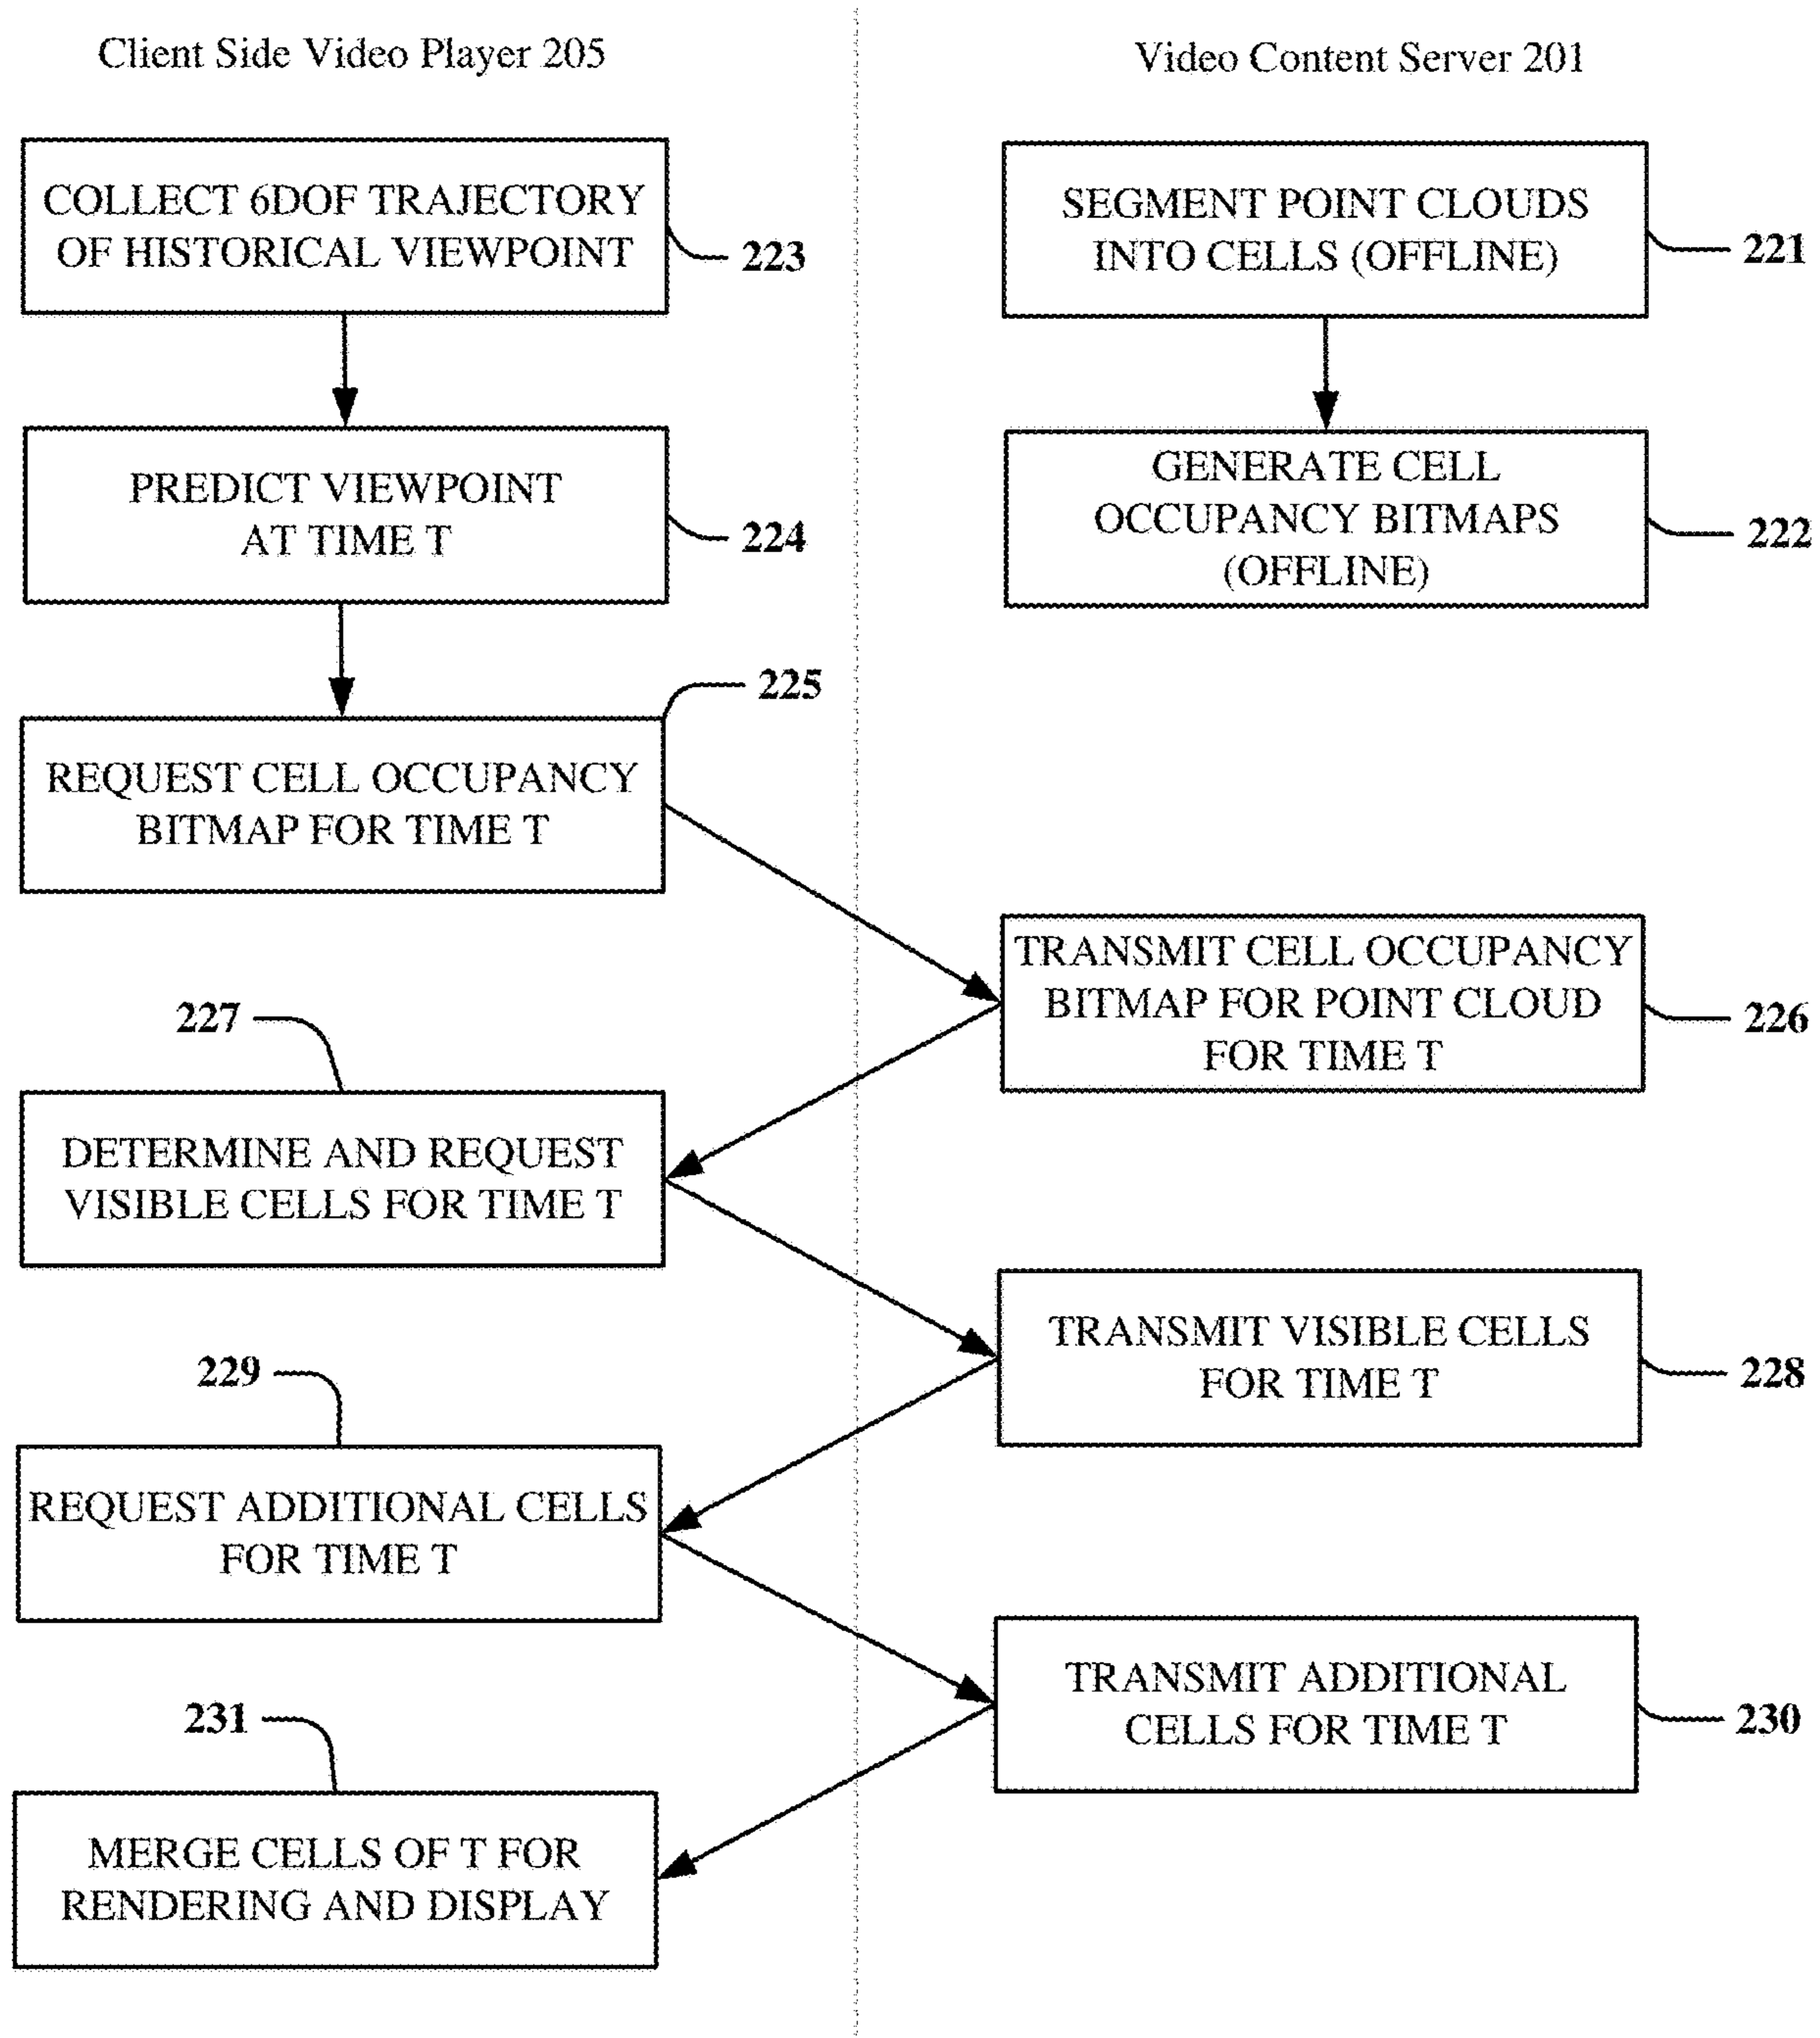 Client Side Video Player 205
Video Content Server 201
COLLECT 6DOF TRAJECTORY
OF HISTORICAL VIEWPOINT
223
SEGMENT POINT CLOUDS
INTO CELLS (OFFLINE)
221
PREDICT VIEWPOINT
AT TIME T
224
GENERATE CELL
OCCUPANCY BITMAPS
(OFFLINE)
222
225
REQUEST CELL OCCUPANCY
BITMAP FOR TIME T
TRANSMIT CELL OCCUPANCY
BITMAP FOR POINT CLOUD
FOR TIME T
226
227
DETERMINE AND REQUEST
VISIBLE CELLS FOR TIME T
TRANSMIT VISIBLE CELLS
FOR TIME T
228
229
REQUEST ADDITIONAL CELLS
FOR TIME T
TRANSMIT ADDITIONAL
CELLS FOR TIME T
230
231
MERGE CELLS OF T FOR
RENDERING AND DISPLAY